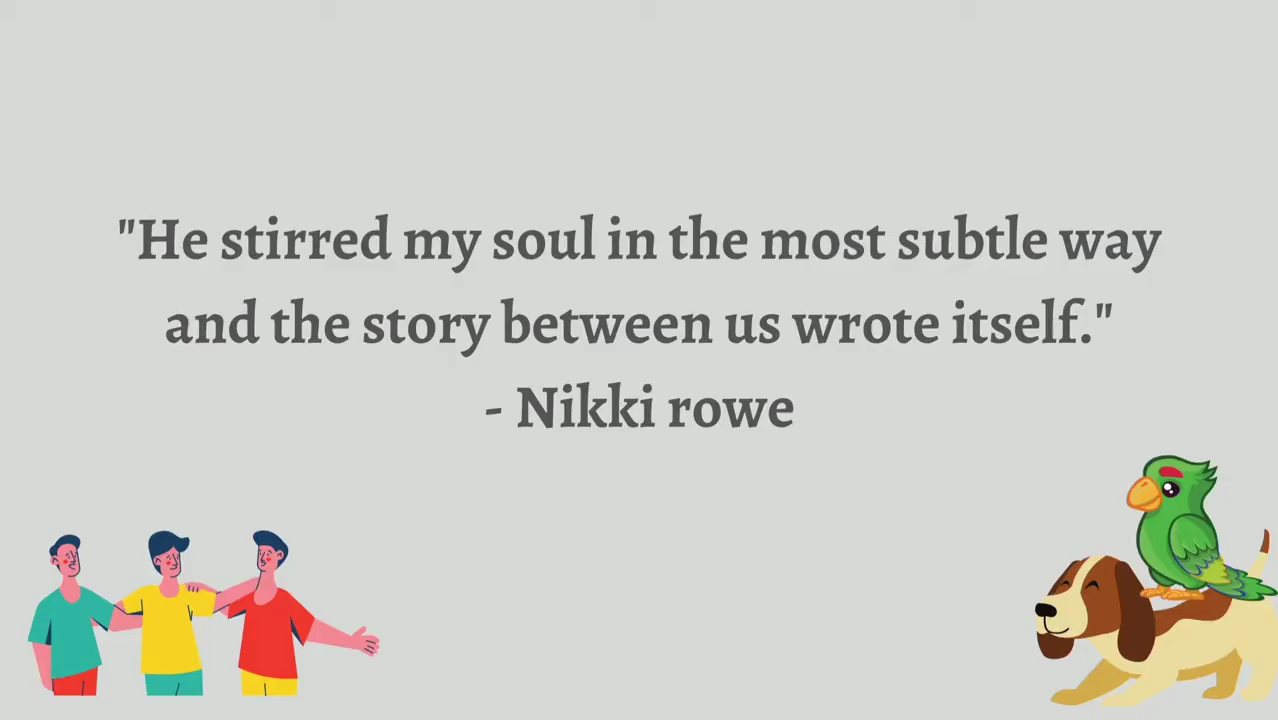 "He stirred my soul in the most subtle way
and the story between us wrote itself."
- Nikki rowe